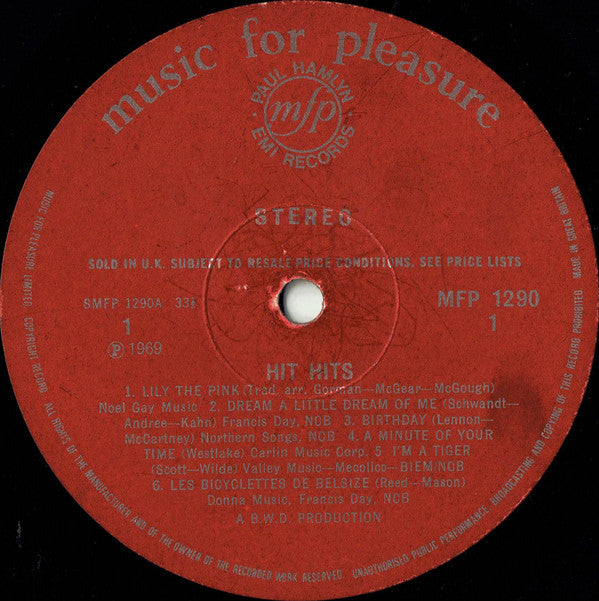 music for pleasure
PAUL HAMLYN
mfp
EMI RECORDS
STEREO
SOLD IN U.K. SUBJECT TO RESALE PRICE CONDITIONS. SEE PRICE LISTS
SMFP 1290A 33⅓
MFP 1290
1
1
Ⓟ 1969
HIT HITS
1. LILY THE PINK (Trad. arr. Gorman—McGear—McGough)
Noel Gay Music 2. DREAM A LITTLE DREAM OF ME (Schwandt—
Andree—Kahn) Francis Day, NCB 3. BIRTHDAY (Lennon—
McCartney) Northern Songs, NCB 4. A MINUTE OF YOUR
TIME (Westlake) Carlin Music Corp. 5 I'M A TIGER
(Scott—Wilde) Valley Music—Mecolico—BIEM/NCB
6. LES BICYCLETTES DE BELSIZE (Reed—Mason)
Donna Music, Francis Day, NCB
A B.W.D. PRODUCTION
MUSIC FOR PLEASURE LIMITED. COPYRIGHT RECORD. ALL RIGHTS OF THE MANUFACTURER AND OF THE OWNER OF THE RECORDED WORK RESERVED. UNAUTHORISED PUBLIC PERFORMANCE BROADCASTING AND COPYING OF THIS RECORD PROHIBITED. MADE IN GREAT BRITAIN